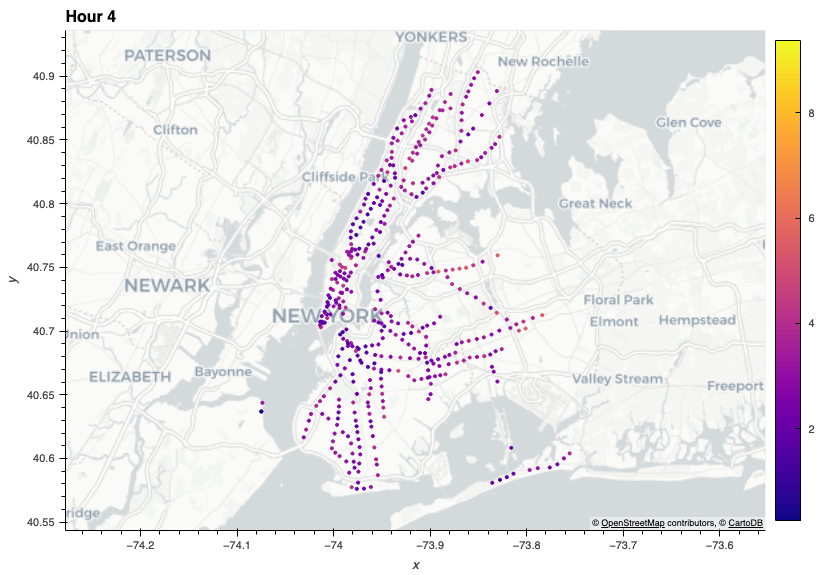 Hour 4
YONKERS
PATERSON
New Rochelle
40.9
8
Glen Cove
Clifton
40.85
Cliffside Park
40.8
Great Neck
6
East Orange
40.75
y
NEWARK
Floral Park
NEW YORK
Elmont
Hempstead
4
40.7
Union
ELIZABETH
Bayonne
Valley Stream
Freeport
40.65
2
40.6
ridge
40.55
© OpenStreetMap contributors, © CartoDB
−74.2
−74.1
−74
−73.9
−73.8
−73.7
−73.6
x